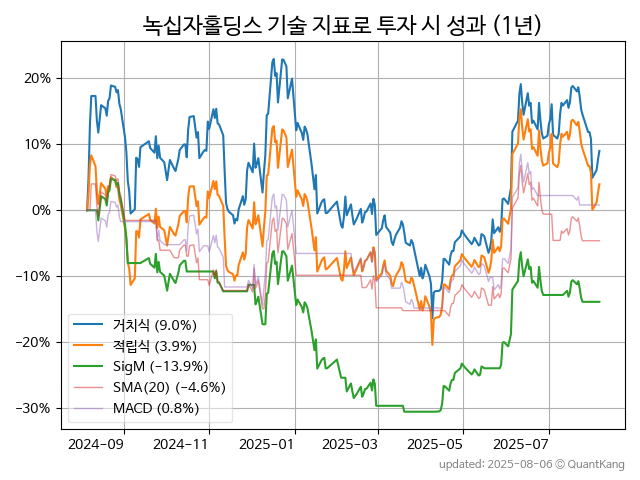 녹십자홀딩스 기술 지표로 투자 시 성과 (1년)
20%
10%
0%
−10%
−20%
−30%
거치식 (9.0%)
적립식 (3.9%)
SigM (−13.9%)
SMA(20) (−4.6%)
MACD (0.8%)
2024-09 2024-11 2025-01 2025-03 2025-05 2025-07
updated: 2025-08-06 © QuantKang